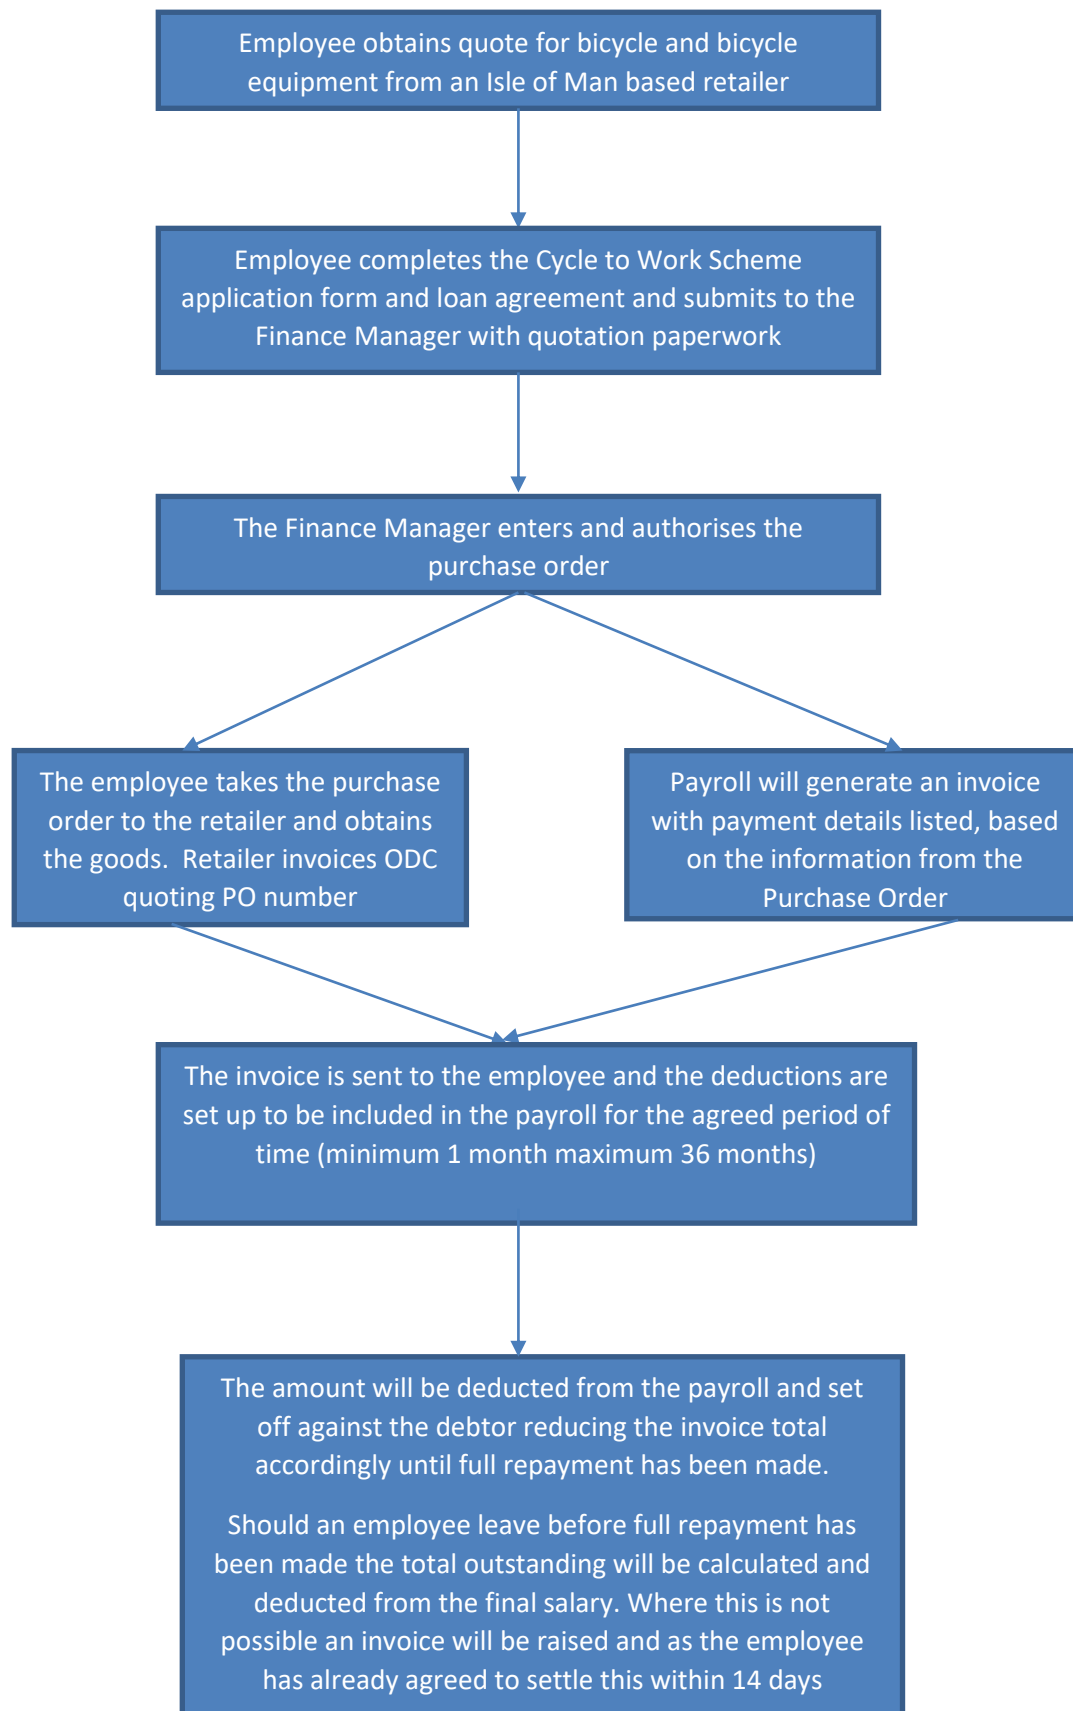 Employee obtains quote for bicycle and bicycle
equipment from an Isle of Man based retailer
Employee completes the Cycle to Work Scheme
application form and loan agreement and submits to the
Finance Manager with quotation paperwork
The Finance Manager enters and authorises the
purchase order
The employee takes the purchase
order to the retailer and obtains
the goods.  Retailer invoices ODC
quoting PO number
Payroll will generate an invoice
with payment details listed, based
on the information from the
Purchase Order
The invoice is sent to the employee and the deductions are
set up to be included in the payroll for the agreed period of
time (minimum 1 month maximum 36 months)
The amount will be deducted from the payroll and set
off against the debtor reducing the invoice total
accordingly until full repayment has been made.
Should an employee leave before full repayment has
been made the total outstanding will be calculated and
deducted from the final salary. Where this is not
possible an invoice will be raised and as the employee
has already agreed to settle this within 14 days